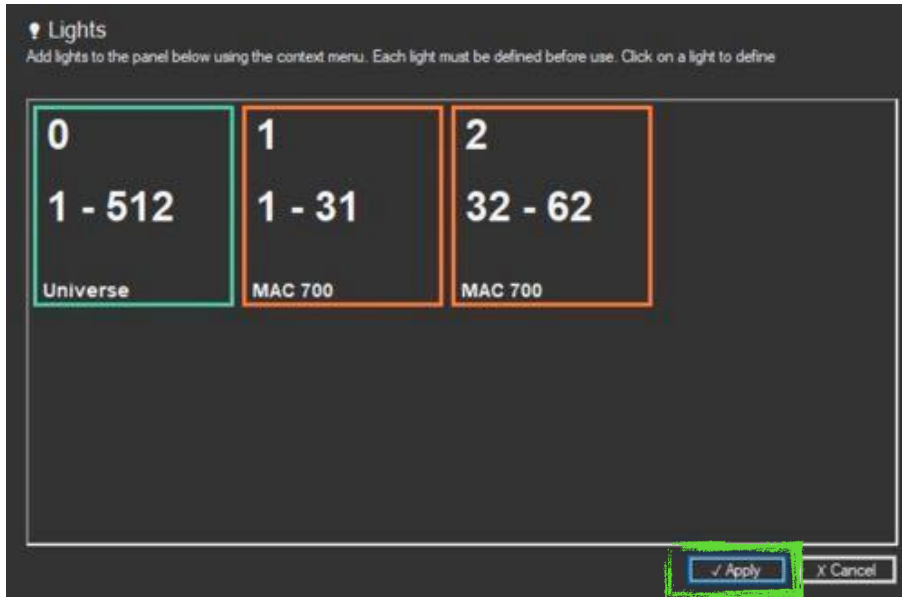 Lights
Add lights to the panel below using the context menu. Each light must be defined before use. Click on a light to define
0
1 - 512
Universe
1
1 - 31
MAC 700
2
32 - 62
MAC 700
✓ Apply
X Cancel